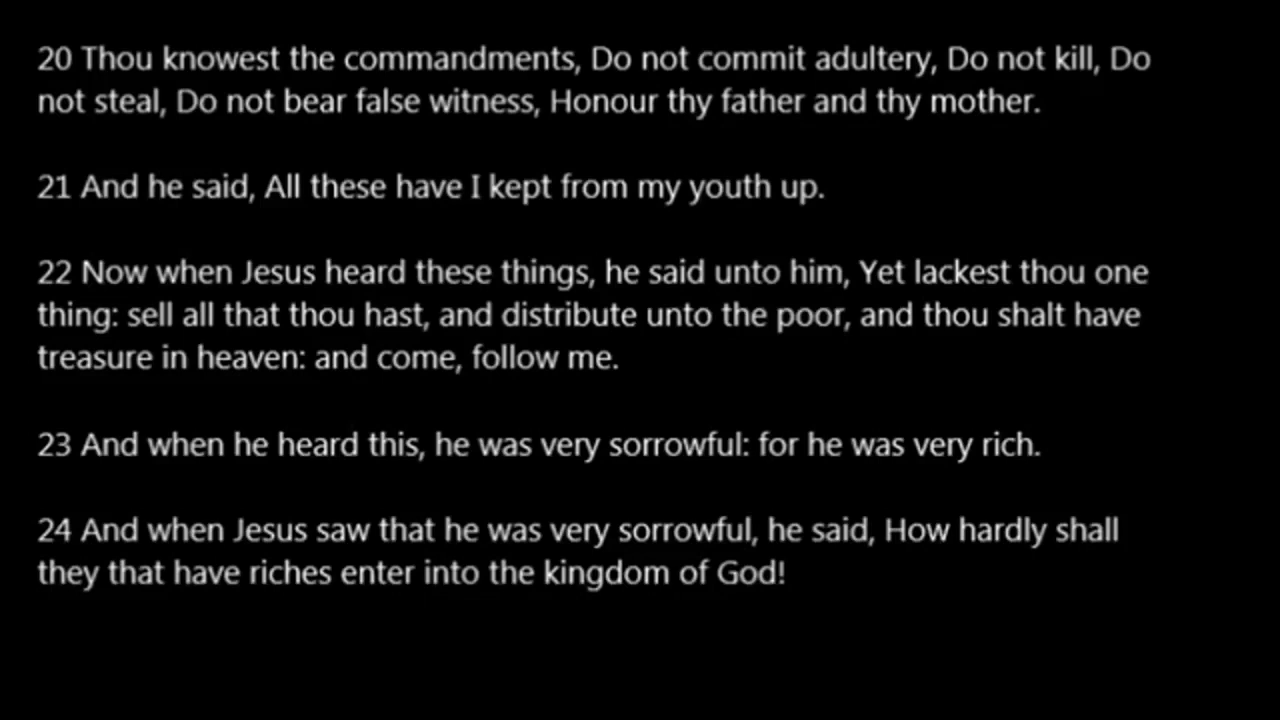 20 Thou knowest the commandments, Do not commit adultery, Do not kill, Do
not steal, Do not bear false witness, Honour thy father and thy mother.
21 And he said, All these have I kept from my youth up.
22 Now when Jesus heard these things, he said unto him, Yet lackest thou one
thing: sell all that thou hast, and distribute unto the poor, and thou shalt have
treasure in heaven: and come, follow me.
23 And when he heard this, he was very sorrowful: for he was very rich.
24 And when Jesus saw that he was very sorrowful, he said, How hardly shall
they that have riches enter into the kingdom of God!